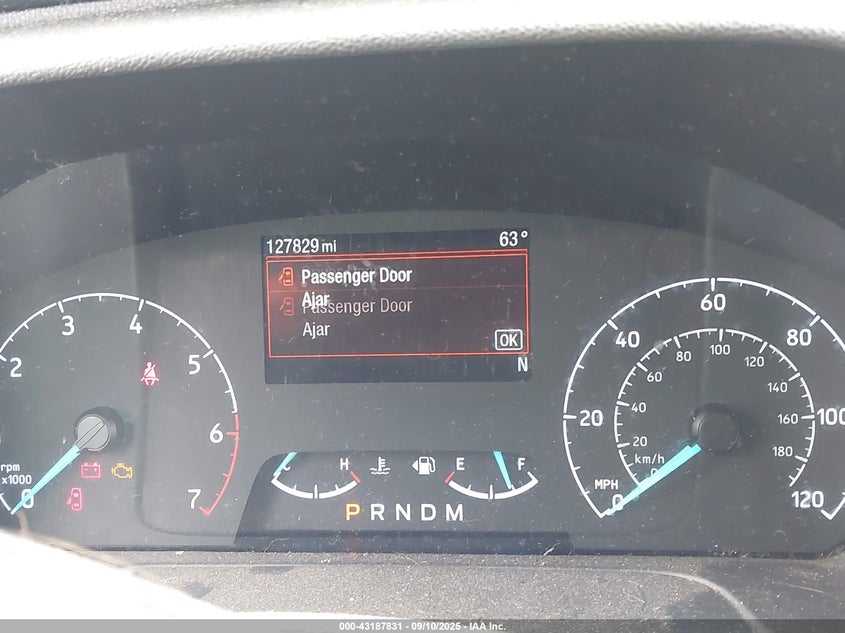 127829 mi 63°
Passenger Door
Ajar
Passenger Door
Ajar
OK
N
2 3 4 5 6 7
rpm
x1000
0
H
E F
P R N D M
0 20 40 60 80 100 120
MPH
0 20 40 60 80 100 120 140 160 180
km/h
000-43187831 - 09/10/2025 - IAA Inc.